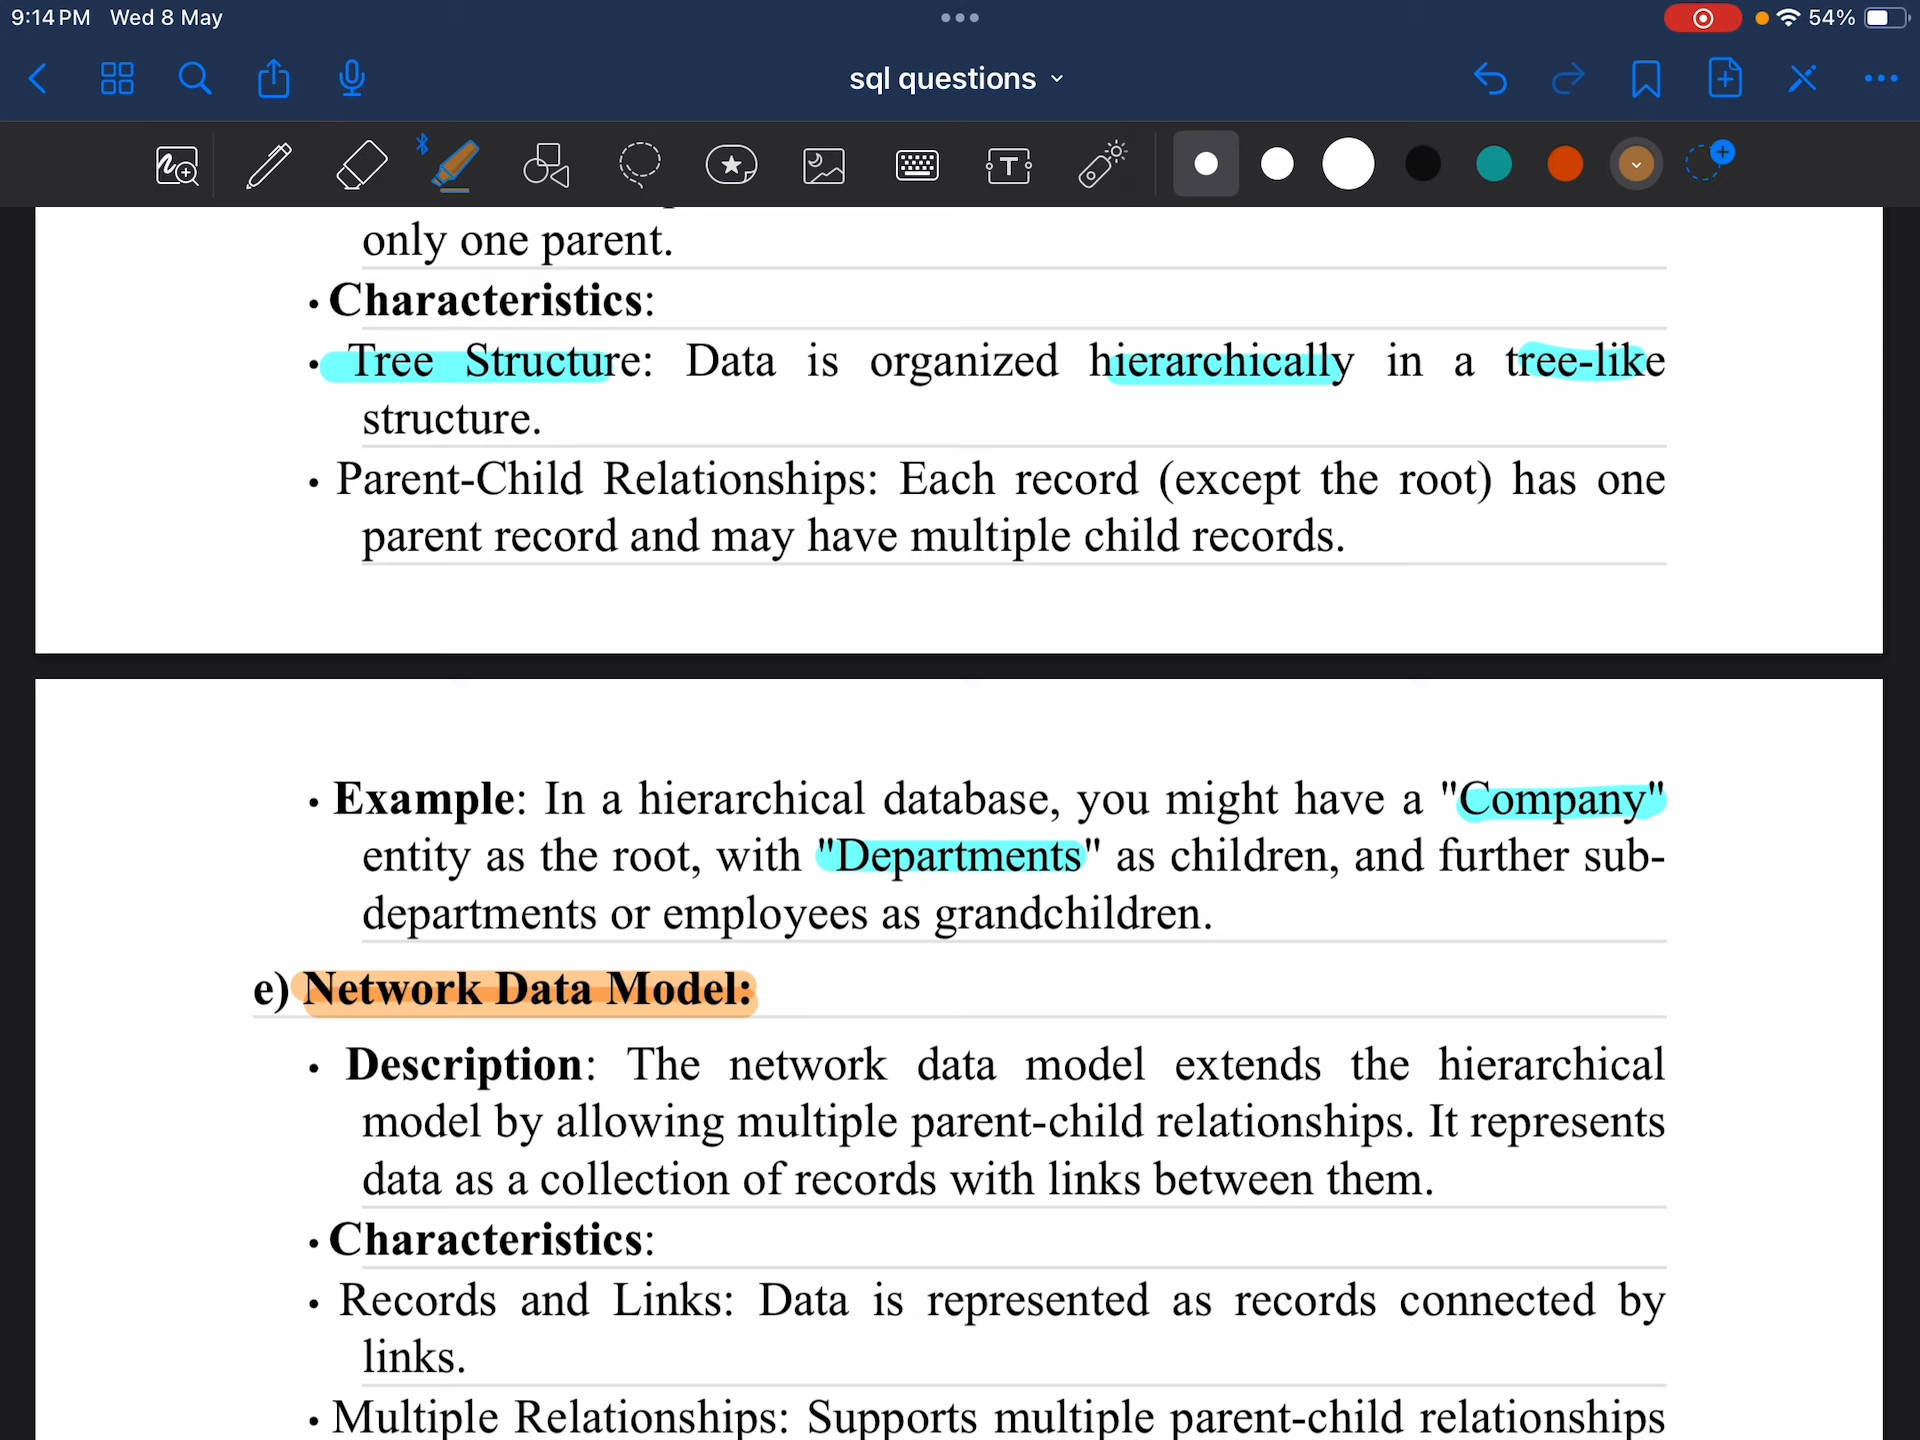 9:14 PM Wed 8 May
54%
sql questions
only one parent.
• Characteristics:
• Tree Structure: Data is organized hierarchically in a tree-like
structure.
• Parent-Child Relationships: Each record (except the root) has one
parent record and may have multiple child records.
• Example: In a hierarchical database, you might have a "Company"
entity as the root, with "Departments" as children, and further sub-
departments or employees as grandchildren.
e) Network Data Model:
• Description: The network data model extends the hierarchical
model by allowing multiple parent-child relationships. It represents
data as a collection of records with links between them.
• Characteristics:
• Records and Links: Data is represented as records connected by
links.
• Multiple Relationships: Supports multiple parent-child relationships